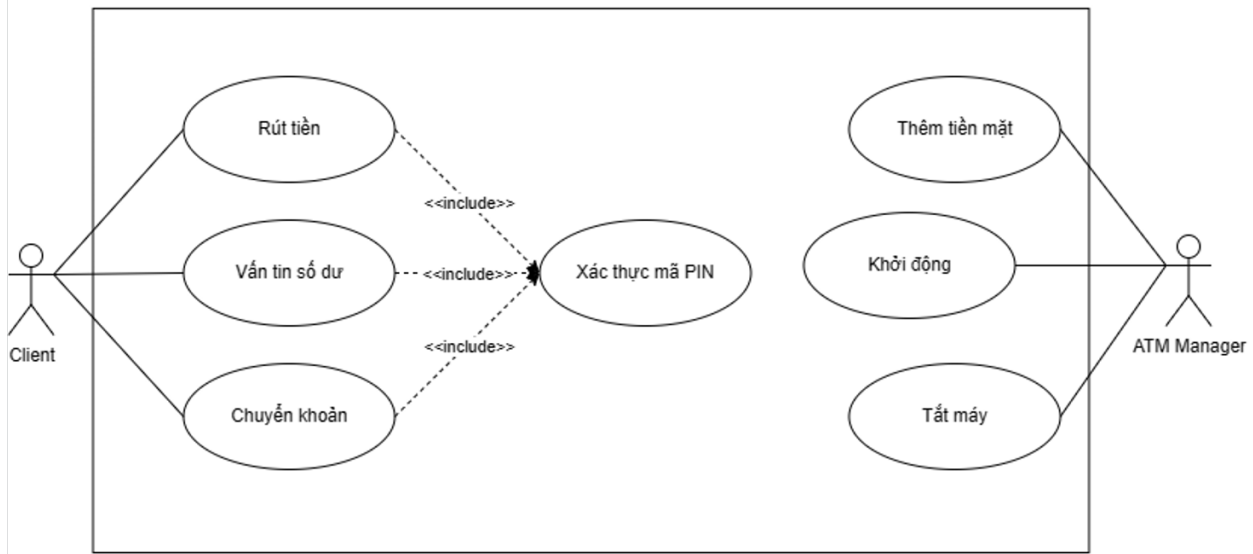 Rút tiền
Thêm tiền mặt
<<include>>
Vấn tin số dư
<<include>>
Xác thực mã PIN
Khởi động
Client
<<include>>
ATM Manager
Chuyển khoản
Tắt máy